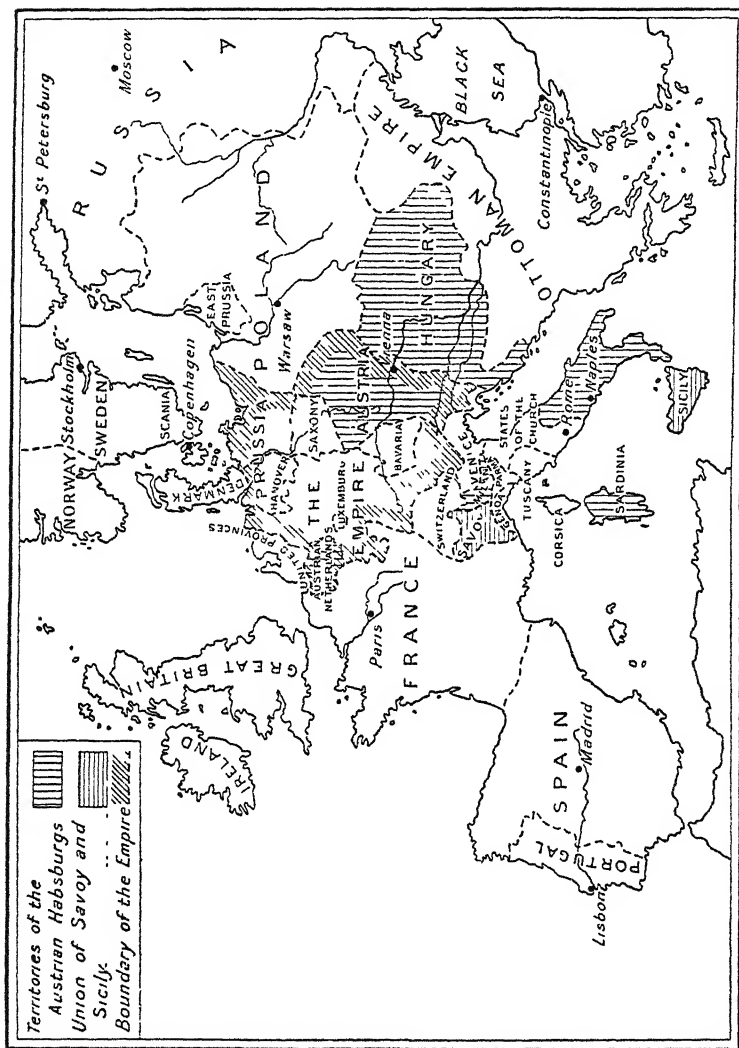 Territories of the
Austrian Habsburgs
Union of Savoy and
Sicily
Boundary of the Empire
NORWAY
Stockholm
SWEDEN
SCANIA
Copenhagen
DENMARK
St Petersburg
Moscow
RUSSIA
EAST
PRUSSIA
POLAND
Warsaw
PRUSSIA
HANOVER
SAXONY
THE
EMPIRE
LUXEMBURG
UNITED
PROVINCES
AUSTRIAN
NETHERLANDS
BAVARIA
AUSTRIA
Vienna
HUNGARY
OTTOMAN EMPIRE
BLACK
SEA
Constantinople
GREAT BRITAIN
IRELAND
Paris
FRANCE
SWITZERLAND
SAVOY
VENICE
GENOA
PARMA
TUSCANY
STATES
OF THE
CHURCH
Rome
Naples
SICILY
CORSICA
SARDINIA
SPAIN
Madrid
PORTUGAL
Lisbon